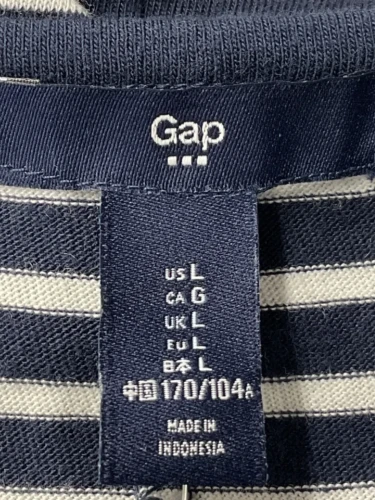 Gap
US L
CA G
UK L
EU L
日本 L
中国 170/104A
MADE IN
INDONESIA